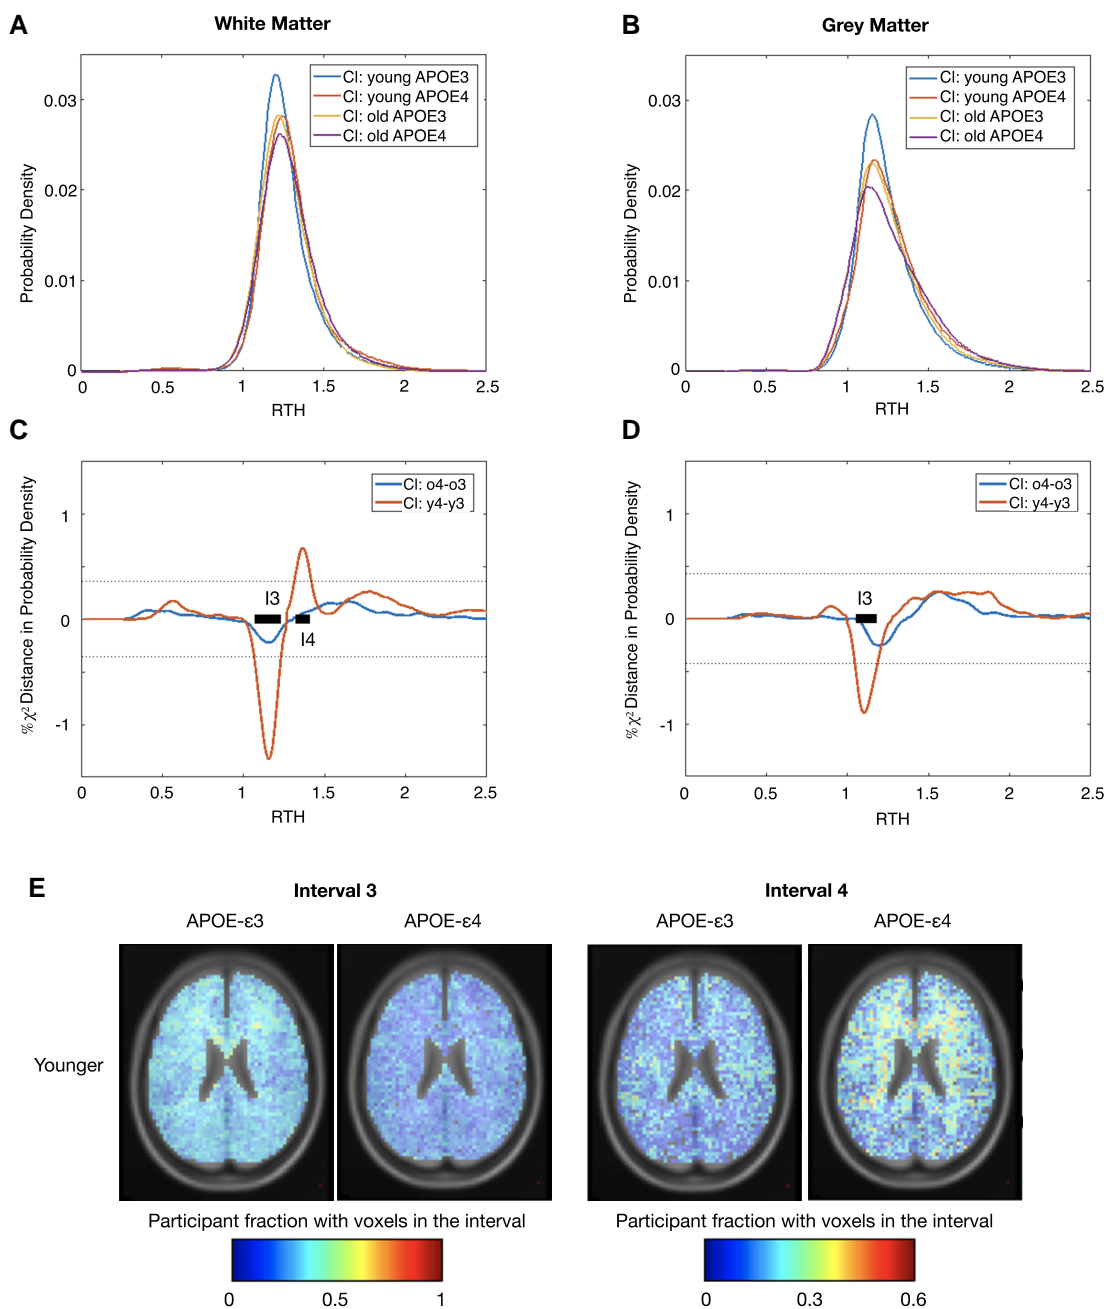 A
White Matter
B
Grey Matter
CI: young APOE3
CI: young APOE4
CI: old APOE3
CI: old APOE4
CI: young APOE3
CI: young APOE4
CI: old APOE3
CI: old APOE4
0.03
0.02
0.01
0
Probability Density
0 0.5 1 1.5 2 2.5
RTH
0.03
0.02
0.01
0
Probability Density
0 0.5 1 1.5 2 2.5
RTH
C
D
CI: o4-o3
CI: y4-y3
CI: o4-o3
CI: y4-y3
1
0
-1
% χ² Distance in Probability Density
I3
I4
0 0.5 1 1.5 2 2.5
RTH
1
0
-1
% χ² Distance in Probability Density
I3
0 0.5 1 1.5 2 2.5
RTH
E
Interval 3
Interval 4
APOE-ε3 APOE-ε4 APOE-ε3 APOE-ε4
Younger
Participant fraction with voxels in the interval
0 0.5 1
Participant fraction with voxels in the interval
0 0.3 0.6